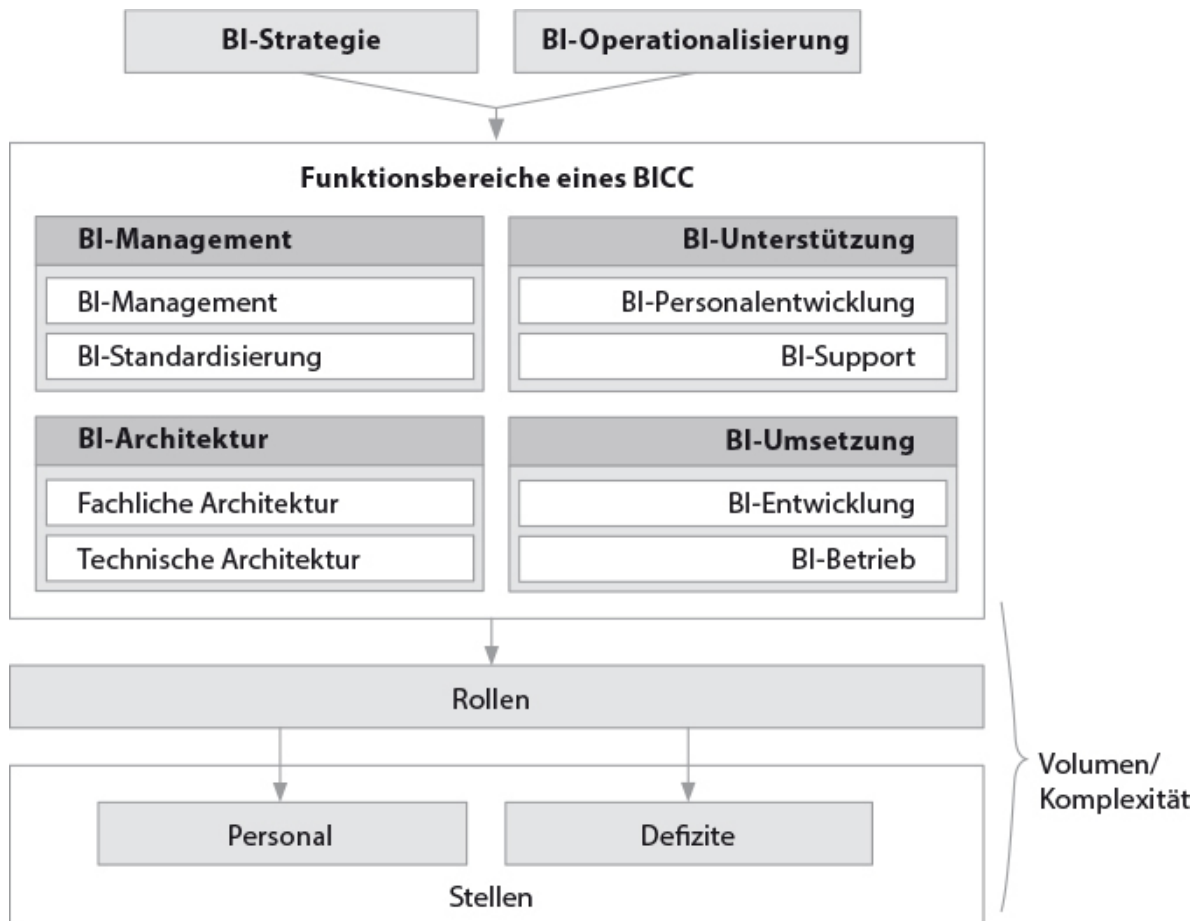 BI-Strategie
BI-Operationalisierung
Funktionsbereiche eines BICC
BI-Management
BI-Management
BI-Standardisierung
BI-Unterstützung
BI-Personalentwicklung
BI-Support
BI-Architektur
Fachliche Architektur
Technische Architektur
BI-Umsetzung
BI-Entwicklung
BI-Betrieb
Rollen
Personal
Defizite
Stellen
Volumen/
Komplexität